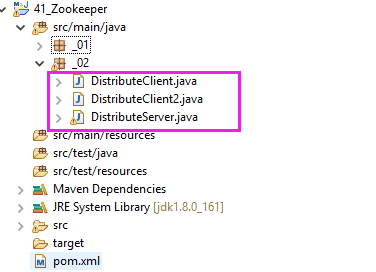 41_Zookeeper
src/main/java
_01
_02
DistributeClient.java
DistributeClient2.java
DistributeServer.java
src/main/resources
src/test/java
src/test/resources
Maven Dependencies
JRE System Library [jdk1.8.0_161]
src
target
pom.xml